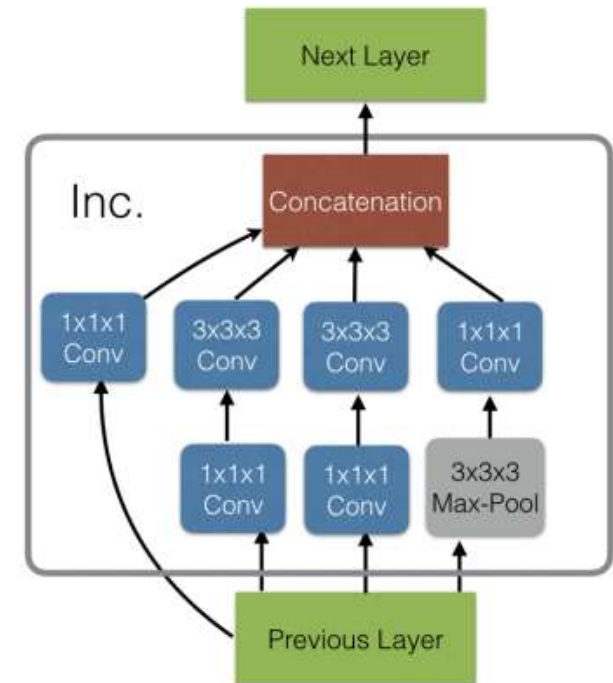 Next Layer
Inc.
Concatenation
1x1x1
Conv
3x3x3
Conv
3x3x3
Conv
1x1x1
Conv
1x1x1
Conv
1x1x1
Conv
3x3x3
Max-Pool
Previous Layer